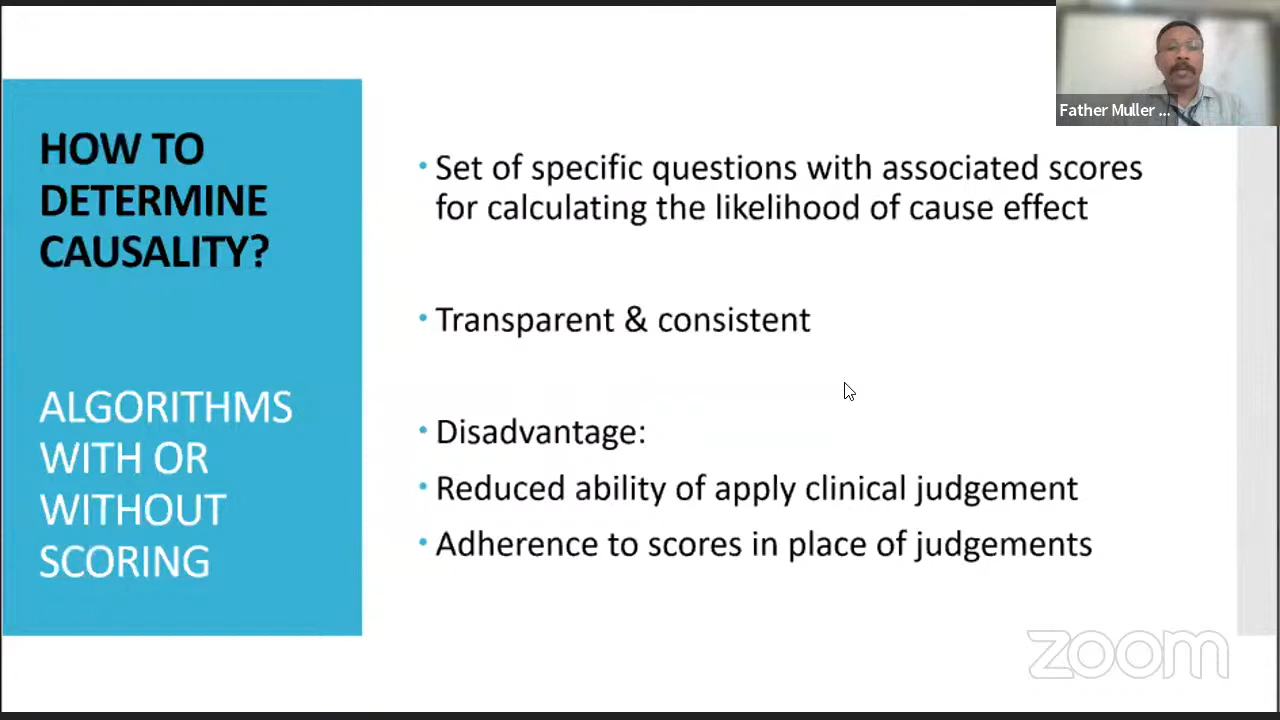 HOW TO
DETERMINE
CAUSALITY?
ALGORITHMS
WITH OR
WITHOUT
SCORING
• Set of specific questions with associated scores
for calculating the likelihood of cause effect
• Transparent & consistent
• Disadvantage:
• Reduced ability of apply clinical judgement
• Adherence to scores in place of judgements
Father Muller ...
zoom